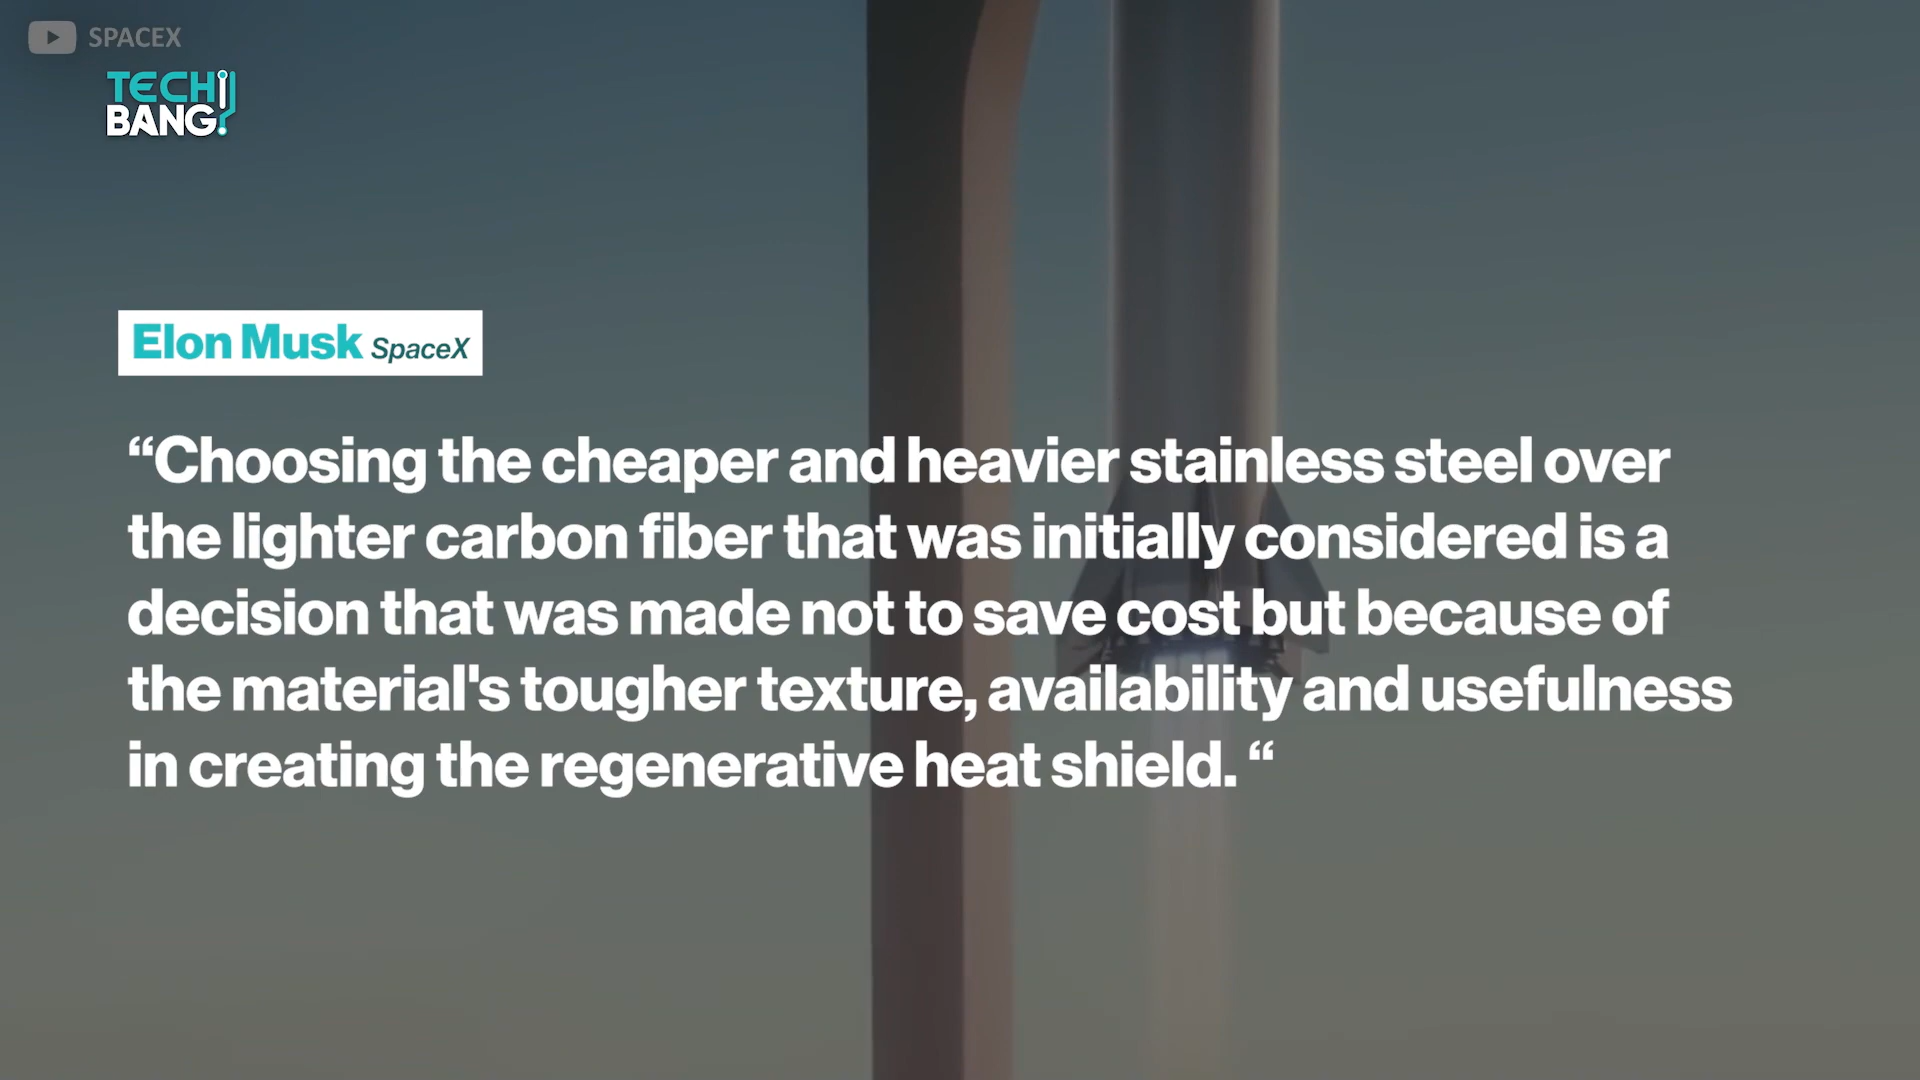 SPACEX
TECH
BANG!
Elon Musk SpaceX
“Choosing the cheaper and heavier stainless steel over
the lighter carbon fiber that was initially considered is a
decision that was made not to save cost but because of
the material's tougher texture, availability and usefulness
in creating the regenerative heat shield. “